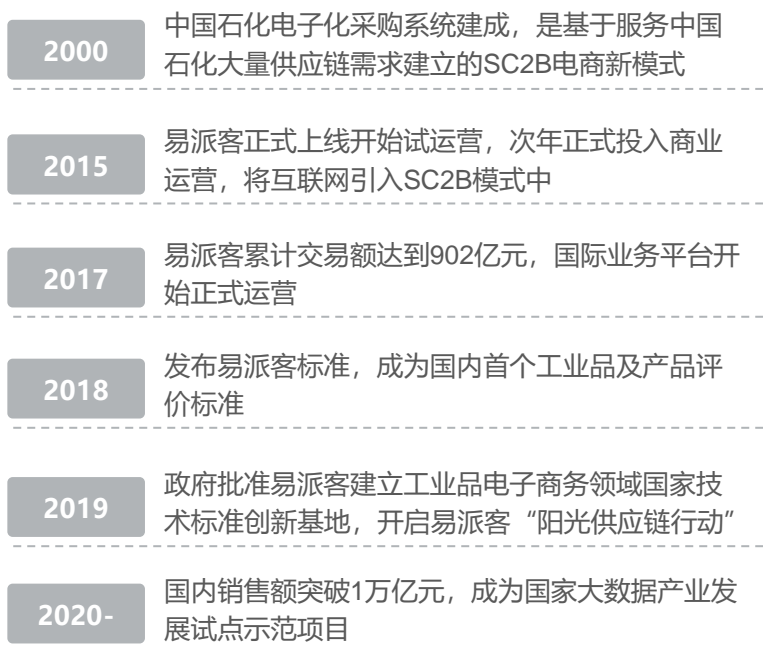 2000
中国石化电子化采购系统建成，是基于服务中国
石化大量供应链需求建立的SC2B电商新模式
2015
易派客正式上线开始试运营，次年正式投入商业
运营，将互联网引入SC2B模式中
2017
易派客累计交易额达到902亿元，国际业务平台开
始正式运营
2018
发布易派客标准，成为国内首个工业品及产品评
价标准
2019
政府批准易派客建立工业品电子商务领域国家技
术标准创新基地，开启易派客“阳光供应链行动”
2020-
国内销售额突破1万亿元，成为国家大数据产业发
展试点示范项目